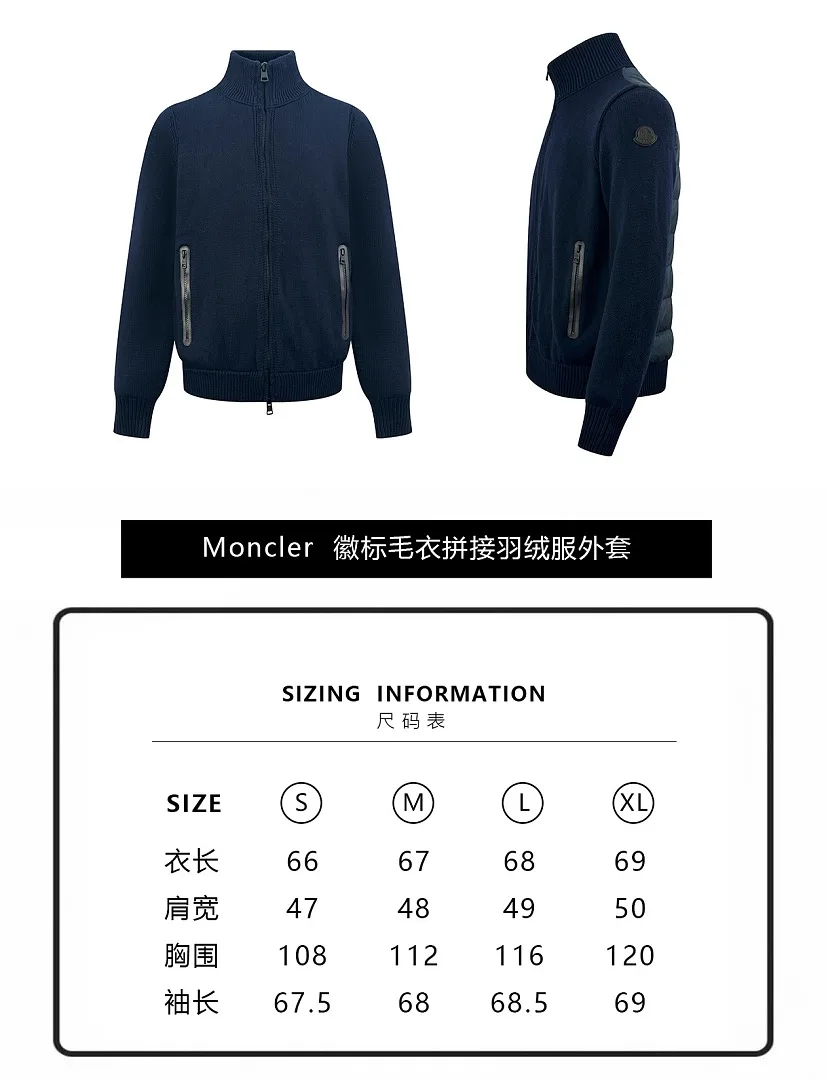 Moncler 徽标毛衣拼接羽绒服外套
SIZING INFORMATION
尺码表
SIZE S M L XL
衣长 66 67 68 69
肩宽 47 48 49 50
胸围 108 112 116 120
袖长 67.5 68 68.5 69